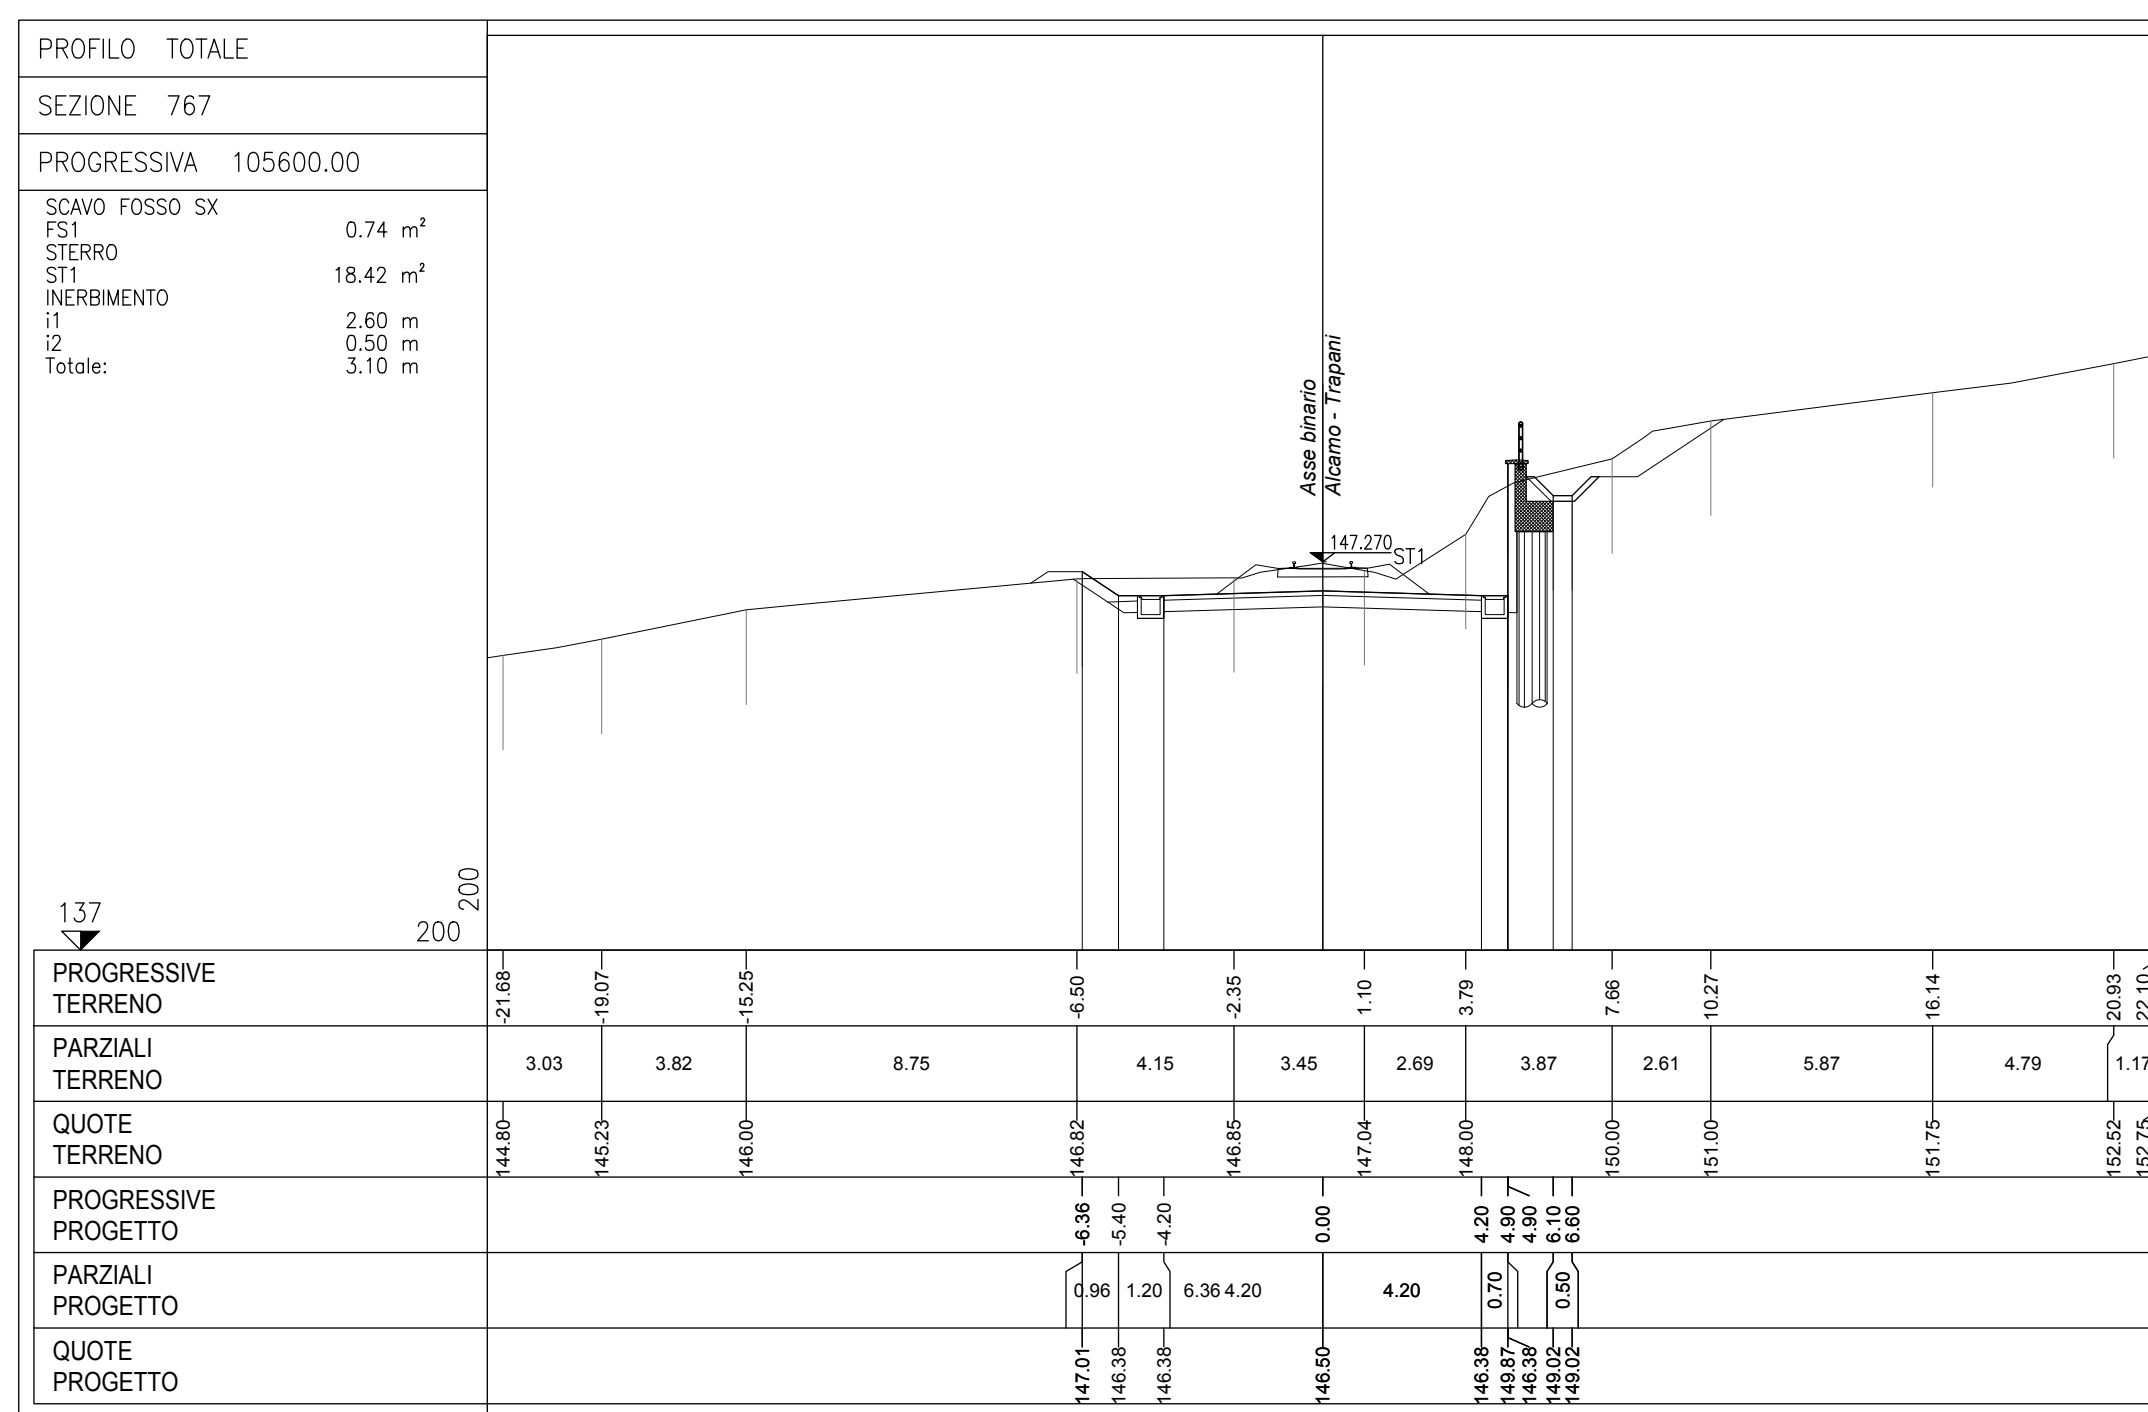 PROFILO TOTALE
SEZIONE 767
PROGRESSIVA 105600.00
SCAVO FOSSO SX
FS1 0.74 m²
STERRO
ST1 18.42 m²
INERBIMENTO
i1 2.60 m
i2 0.50 m
Totale: 3.10 m
Asse binario
Alcamo - Trapani
147.270
ST1
137
200
200
PROGRESSIVE
TERRENO
-21.68 -19.07 -15.25 -6.50 -2.35 1.10 3.79 7.66 10.27 16.14 20.93 22.10
PARZIALI
TERRENO
3.03 3.82 8.75 4.15 3.45 2.69 3.87 2.61 5.87 4.79 1.17
QUOTE
TERRENO
144.80 145.23 146.00 146.82 146.85 147.04 148.00 150.00 151.00 151.75 152.52 152.75
PROGRESSIVE
PROGETTO
-6.36 -5.40 -4.20 0.00 4.20 4.90 4.90 6.10 6.60
PARZIALI
PROGETTO
0.96 1.20 6.36 4.20 4.20 0.70 0.50
QUOTE
PROGETTO
147.01 146.38 146.38 146.50 146.38 149.87 146.38 149.02 149.02